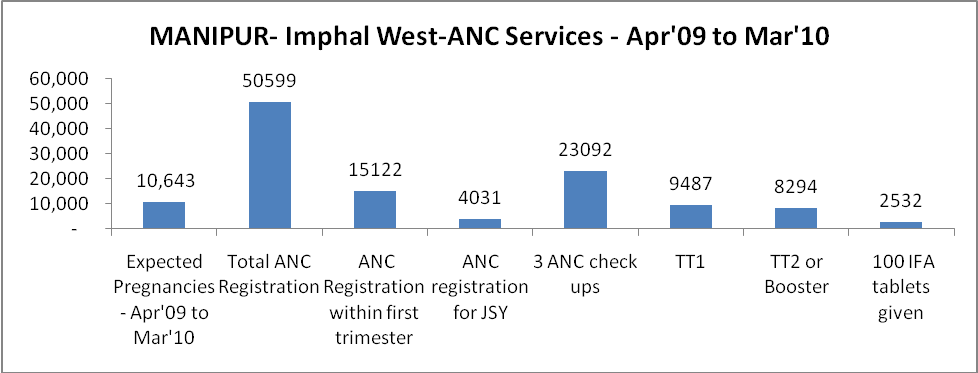 MANIPUR- Imphal West-ANC Services - Apr'09 to Mar'10
60,000
50,000
40,000
30,000
20,000
10,000
-
10,643
50599
15122
4031
23092
9487
8294
2532
Expected
Pregnancies
- Apr'09 to
Mar'10
Total ANC
Registration
ANC
Registration
within first
trimester
ANC
registration
for JSY
3 ANC check
ups
TT1
TT2 or
Booster
100 IFA
tablets
given